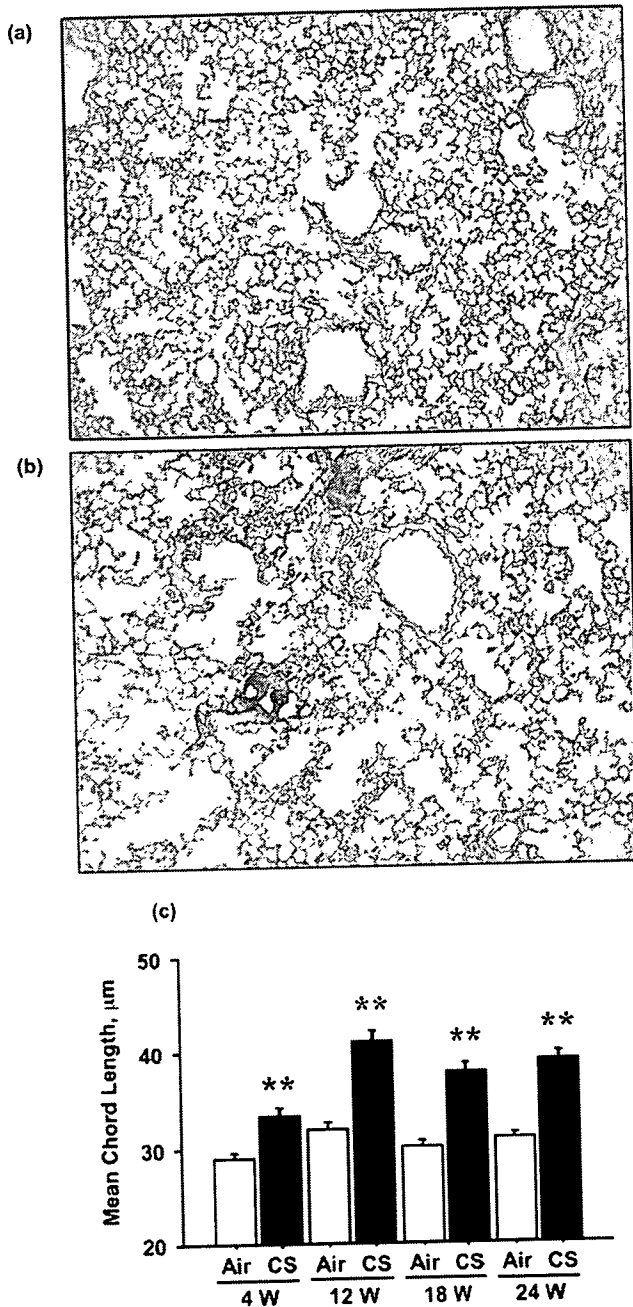 (a)
(b)
(c)
Mean Chord Length, μm
50
40
30
20
** ** ** **
Air CS Air CS Air CS Air CS
4 W 12 W 18 W 24 W